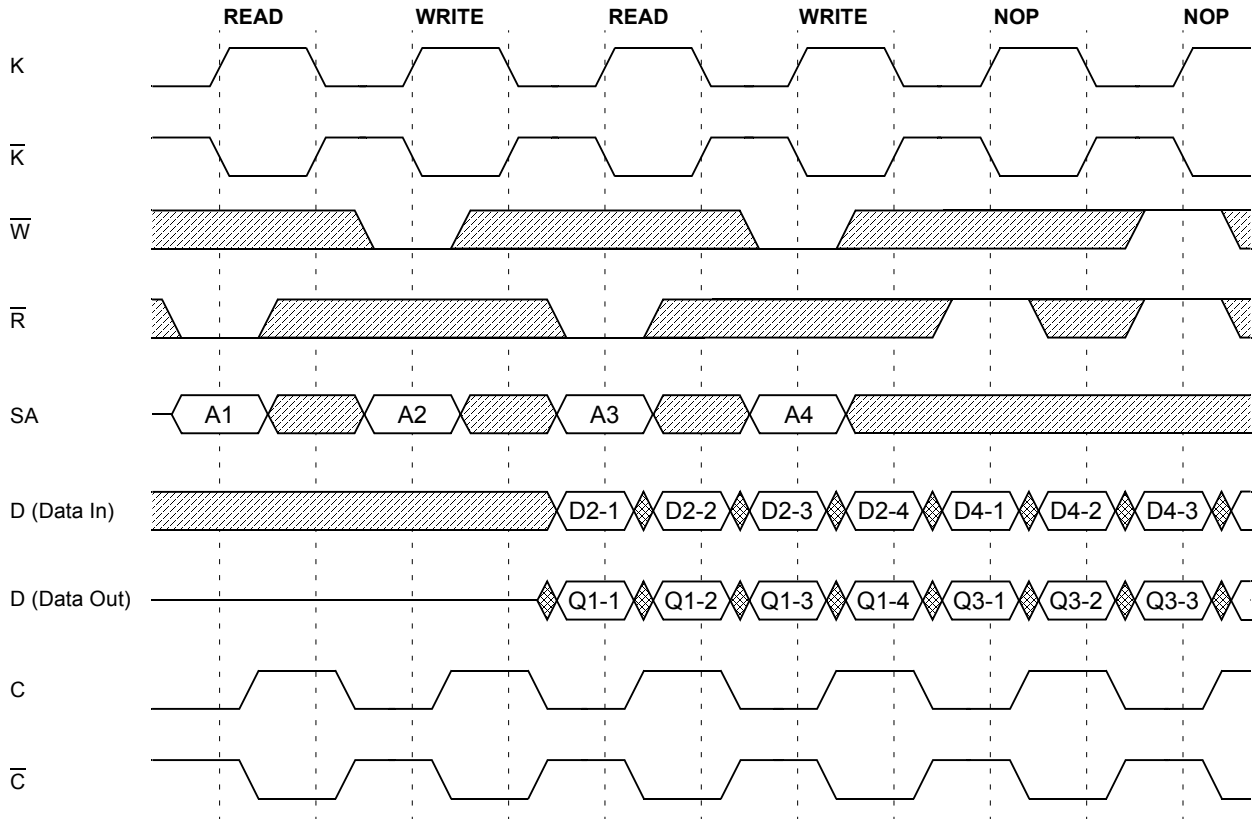 READ WRITE READ WRITE NOP NOP
K
K̅
W̅
R̅
SA A1 A2 A3 A4
D (Data In) D2-1 D2-2 D2-3 D2-4 D4-1 D4-2 D4-3
D (Data Out) Q1-1 Q1-2 Q1-3 Q1-4 Q3-1 Q3-2 Q3-3
C
C̅